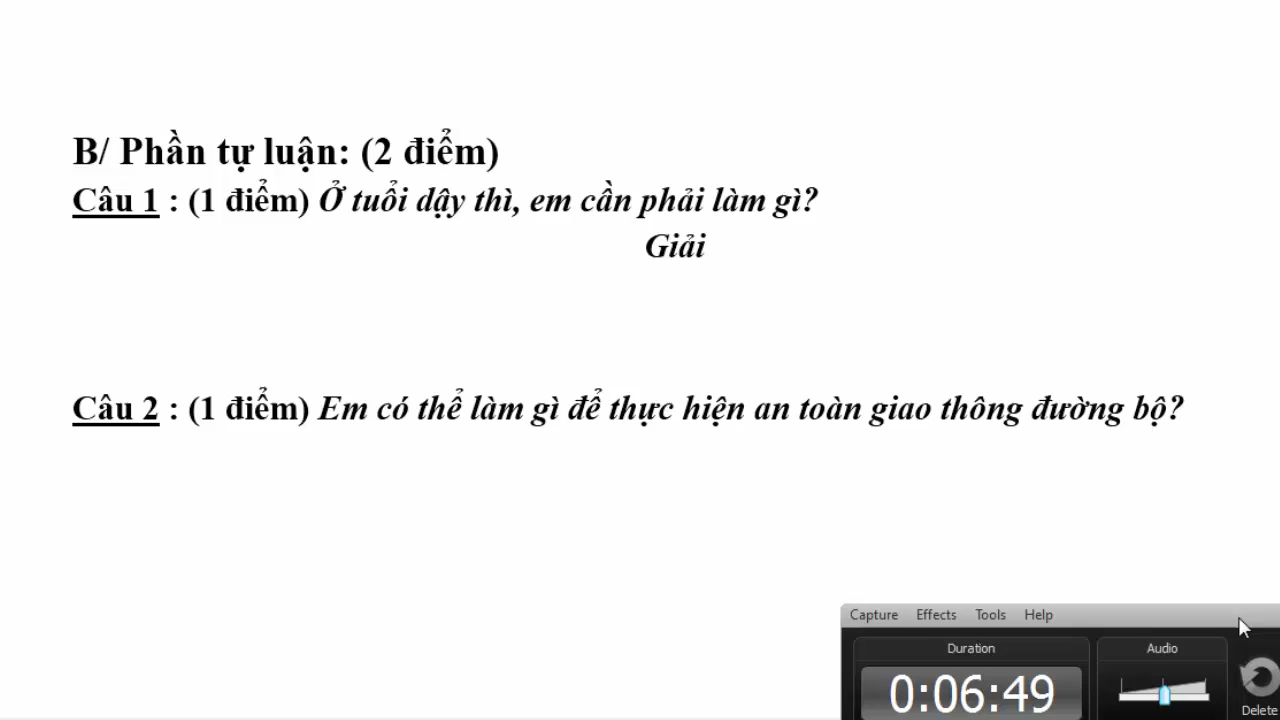 B/ Phần tự luận: (2 điểm)
Câu 1 : (1 điểm) Ở tuổi dậy thì, em cần phải làm gì?
Giải
Câu 2 : (1 điểm) Em có thể làm gì để thực hiện an toàn giao thông đường bộ?
Capture Effects Tools Help
Duration Audio
0:06:49
Delete